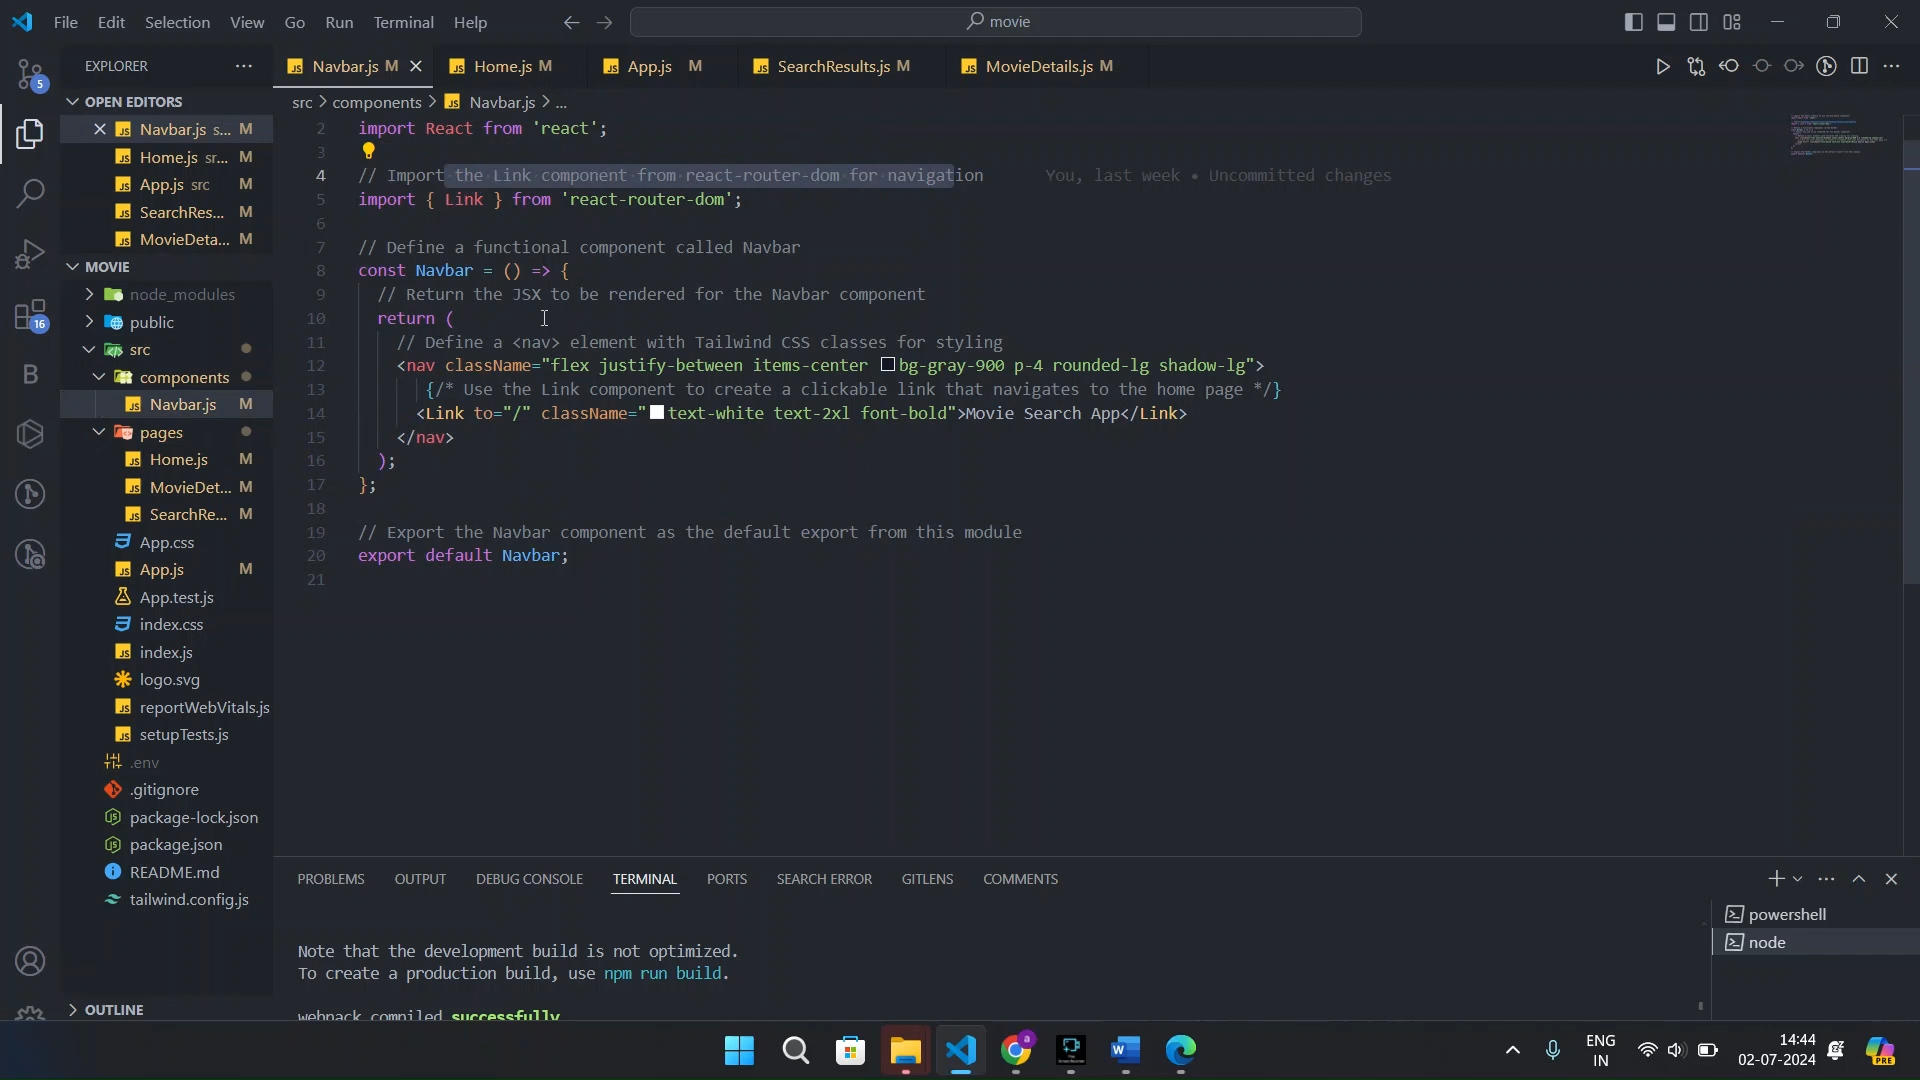 File Edit Selection View Go Run Terminal Help
movie
EXPLORER
5
16
OPEN EDITORS
Navbar.js s... M
Home.js sr... M
App.js src M
SearchRes... M
MovieDeta... M
MOVIE
node_modules
public
src
components
Navbar.js M
pages
Home.js M
MovieDet... M
SearchRe... M
App.css
App.js M
App.test.js
index.css
index.js
logo.svg
reportWebVitals.js
setupTests.js
.env
.gitignore
package-lock.json
package.json
README.md
tailwind.config.js
OUTLINE
Navbar.js M Home.js M App.js M SearchResults.js M MovieDetails.js M
src > components > Navbar.js > ...
2 import React from 'react';
3
4 // Import the Link component from react-router-dom for navigation You, last week • Uncommitted changes
5 import { Link } from 'react-router-dom';
6
7 // Define a functional component called Navbar
8 const Navbar = () => {
9 // Return the JSX to be rendered for the Navbar component
10 return (
11 // Define a <nav> element with Tailwind CSS classes for styling
12 <nav className="flex justify-between items-center bg-gray-900 p-4 rounded-lg shadow-lg">
13 {/* Use the Link component to create a clickable link that navigates to the home page */}
14 <Link to="/" className="text-white text-2xl font-bold">Movie Search App</Link>
15 </nav>
16 );
17 };
18
19 // Export the Navbar component as the default export from this module
20 export default Navbar;
21
PROBLEMS OUTPUT DEBUG CONSOLE TERMINAL PORTS SEARCH ERROR GITLENS COMMENTS
Note that the development build is not optimized.
To create a production build, use npm run build.
webpack compiled successfully
powershell
node
ENG
IN
14:44
02-07-2024
PRE